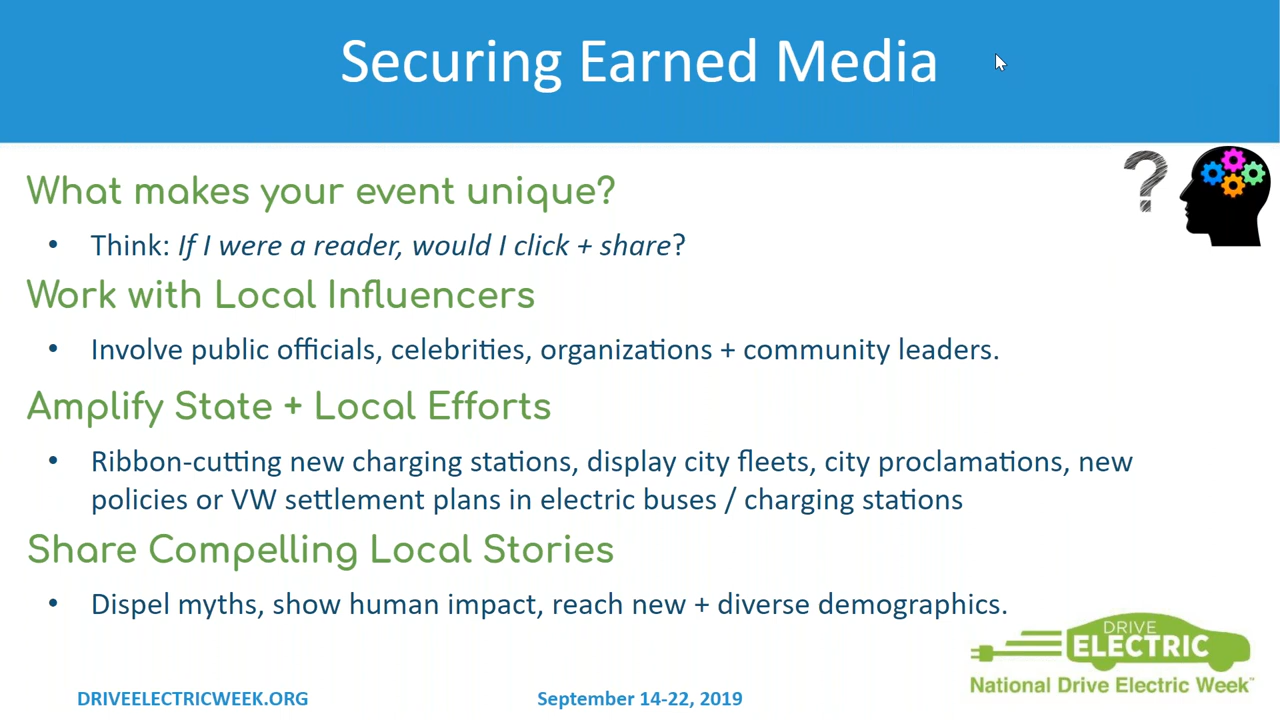 Securing Earned Media
?
What makes your event unique?
• Think: If I were a reader, would I click + share?
Work with Local Influencers
• Involve public officials, celebrities, organizations + community leaders.
Amplify State + Local Efforts
• Ribbon-cutting new charging stations, display city fleets, city proclamations, new
policies or VW settlement plans in electric buses / charging stations
Share Compelling Local Stories
• Dispel myths, show human impact, reach new + diverse demographics.
DRIVE
ELECTRIC
National Drive Electric Week™
DRIVEELECTRICWEEK.ORG
September 14-22, 2019